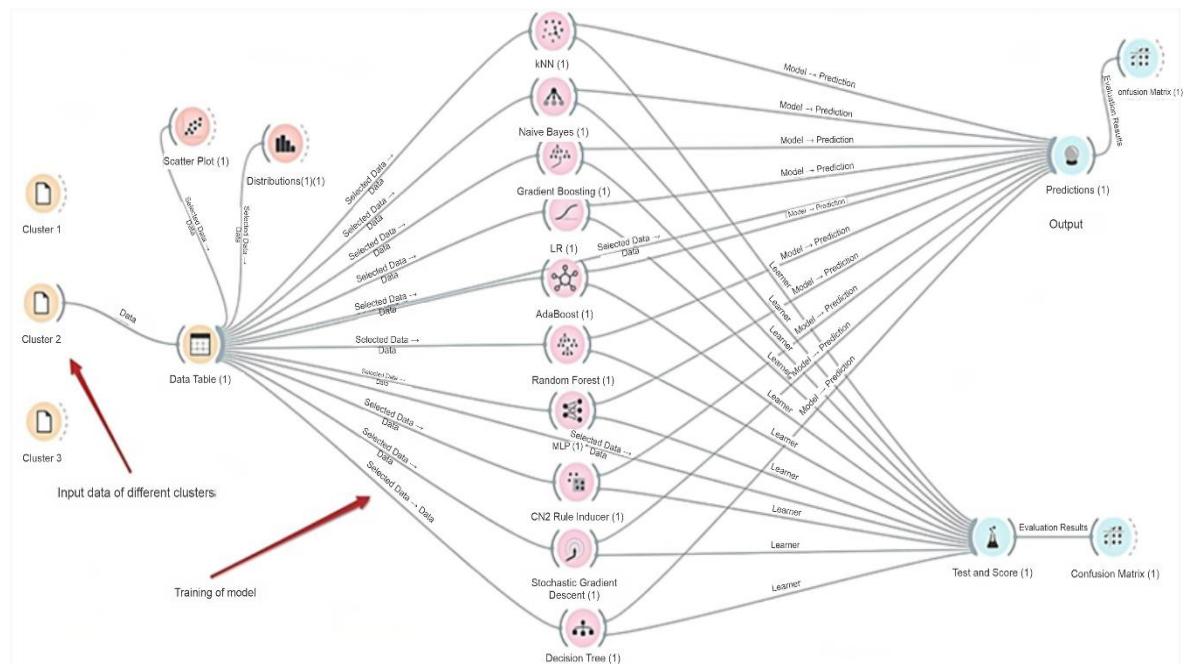 kNN (1)
Naive Bayes (1)
Gradient Boosting (1)
LR (1)
AdaBoost (1)
Random Forest (1)
MLP (1)
CN2 Rule Inducer (1)
Stochastic Gradient
Descent (1)
Decision Tree (1)
Scatter Plot (1)
Distributions(1)(1)
Cluster 1
Cluster 2
Cluster 3
Data
Data Table (1)
Input data of different clusters
Training of model
Selected Data →
Data
Selected Data →
Selected Data →
Data
Selected Data →
Data
Selected Data →
Data
Selected Data →
Data
Selected Data →
Data
Selected Data →
Data
Selected Data →
Data
Selected Data →
Data
Selected Data →
Data
Selected Data → Data
Selected Data →
Data
Selected Data →
Data
Model → Prediction
Model → Prediction
Model → Prediction
Model → Prediction
Model → Prediction
Model → Prediction
Model → Prediction
Model → Prediction
Model → Prediction
Model → Prediction
Learner
Learner
Learner
Learner
Learner
Learner
Learner
Learner
Learner
Learner
Predictions (1)
Output
Evaluation Results
onfusion Matrix (1)
Test and Score (1)
Evaluation Results
Confusion Matrix (1)